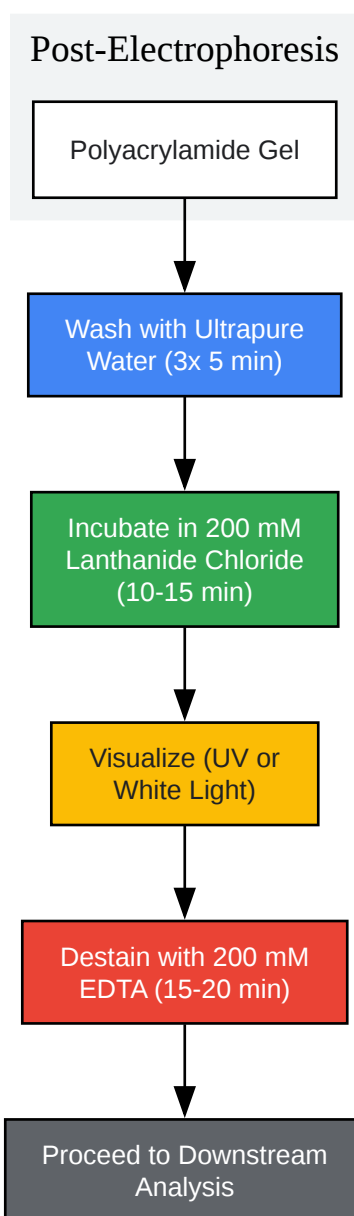 Post-Electrophoresis
Polyacrylamide Gel
Wash with Ultrapure
Water (3x 5 min)
Incubate in 200 mM
Lanthanide Chloride
(10-15 min)
Visualize (UV or
White Light)
Destain with 200 mM
EDTA (15-20 min)
Proceed to Downstream
Analysis